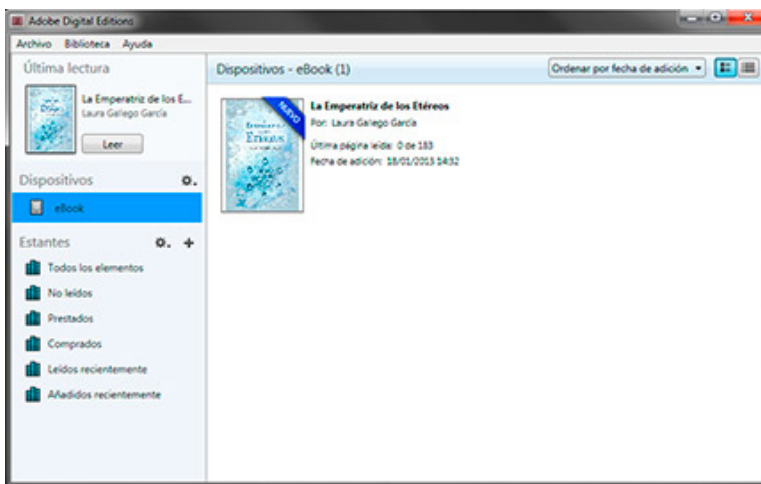 Adobe Digital Editions
Archivo Biblioteca Ayuda
Última lectura
La Emperatriz de los E...
Laura Gallego García
Leer
Dispositivos
eBook
Estantes
Todos los elementos
No leídos
Prestados
Comprados
Leídos recientemente
Añadidos recientemente
Dispositivos - eBook (1)
Ordenar por fecha de adición
NUEVO
La Emperatriz de los Etéreos
Por: Laura Gallego García
Última página leída: 0 de 183
Fecha de adición: 18/01/2013 14:32